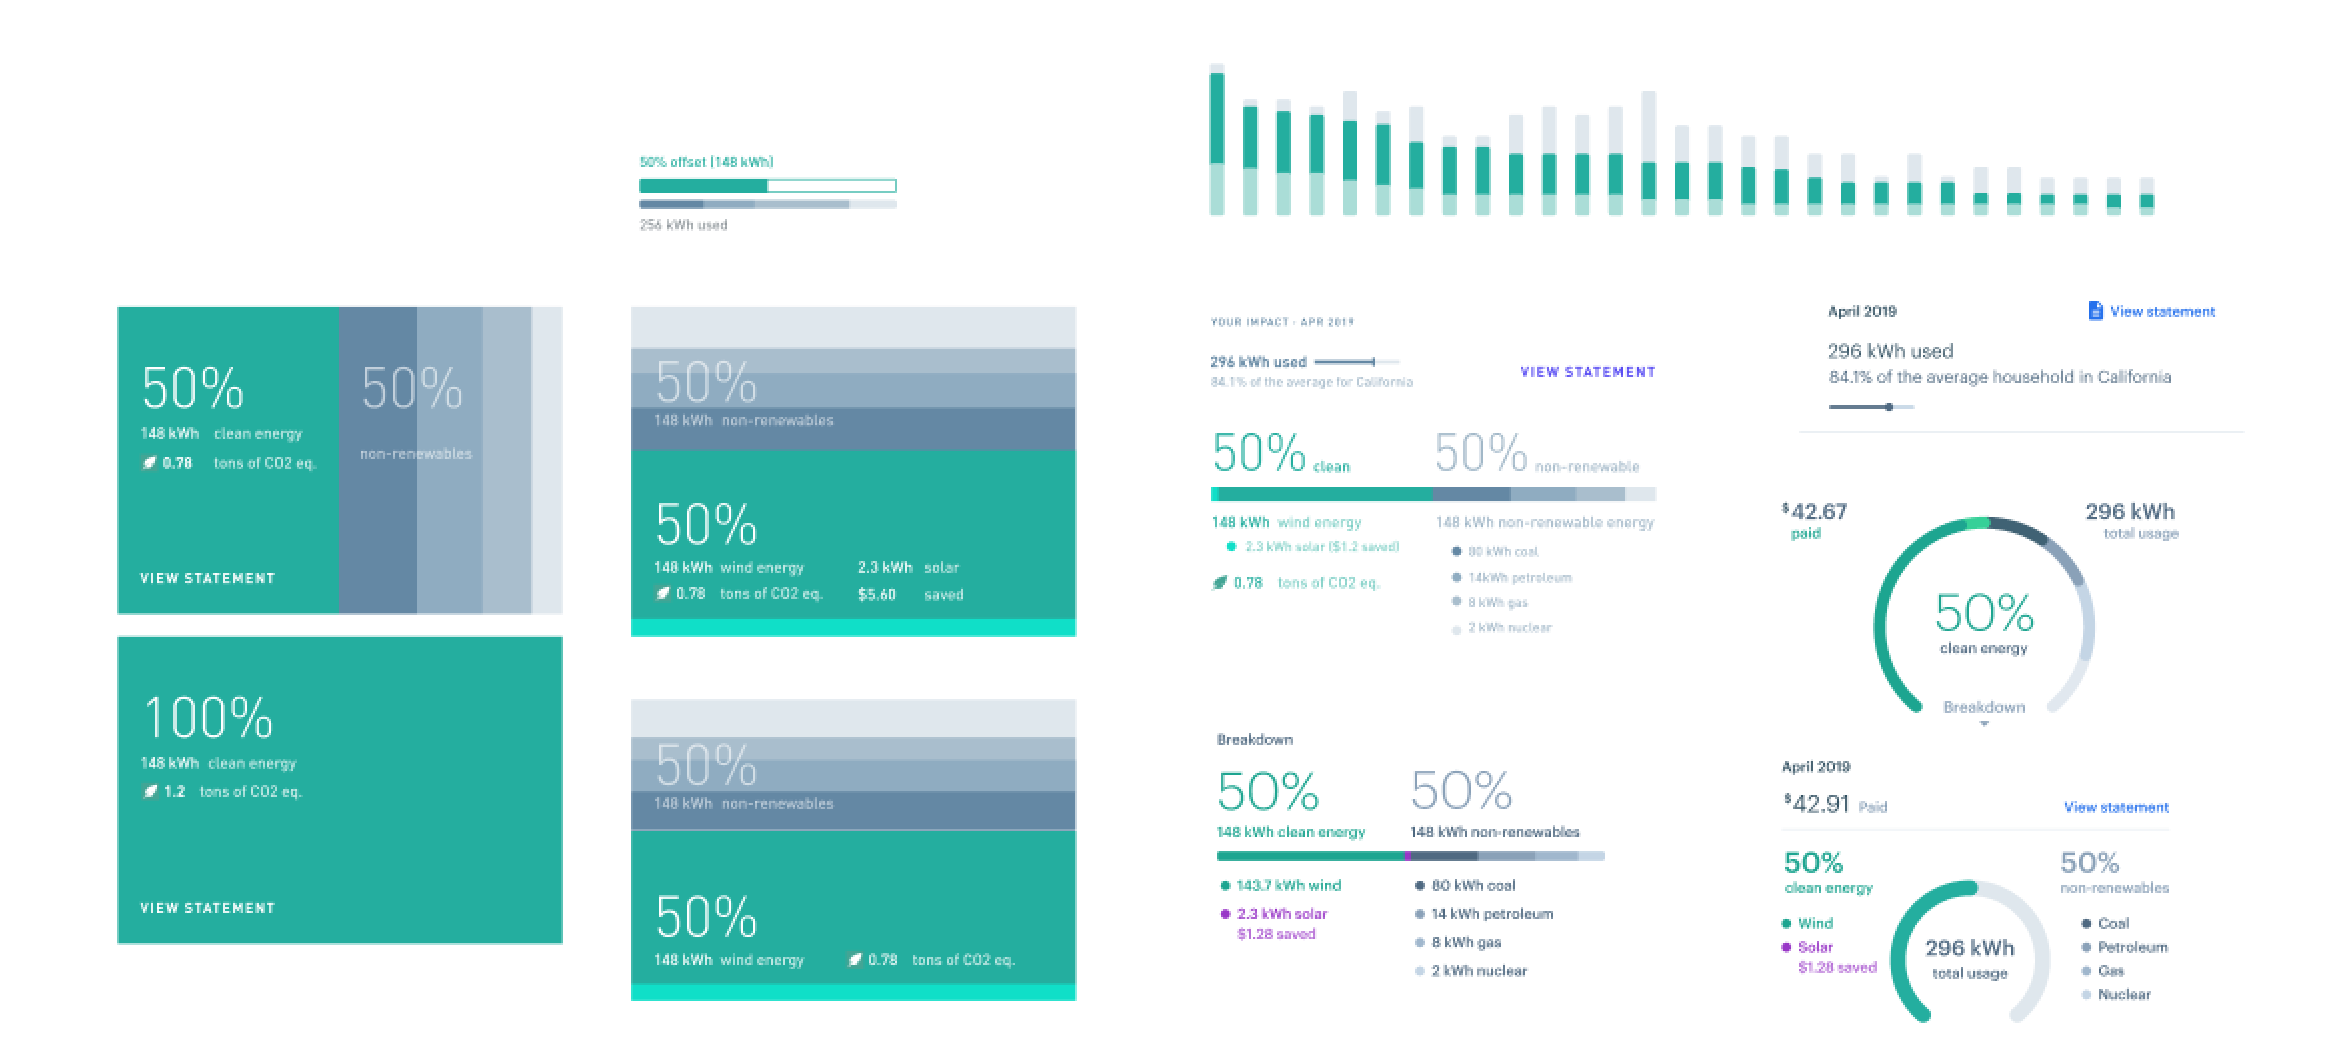 50% offset (148 kWh)
256 kWh used
50%
148 kWh clean energy
0.78 tons of CO2 eq.
VIEW STATEMENT
50%
non-renewables
100%
148 kWh clean energy
1.2 tons of CO2 eq.
VIEW STATEMENT
50%
148 kWh non-renewables
50%
148 kWh wind energy
2.3 kWh solar
0.78 tons of CO2 eq.
$5.60 saved
50%
148 kWh non-renewables
50%
148 kWh wind energy
0.78 tons of CO2 eq.
YOUR IMPACT - APR 2019
296 kWh used
84.1% of the average for California
VIEW STATEMENT
50% clean
50% non-renewable
148 kWh wind energy
2.3 kWh solar ($1.2 saved)
0.78 tons of CO2 eq.
148 kWh non-renewable energy
80 kWh coal
14kWh petroleum
8 kWh gas
2 kWh nuclear
Breakdown
50%
148 kWh clean energy
50%
148 kWh non-renewables
143.7 kWh wind
2.3 kWh solar
$1.28 saved
80 kWh coal
14 kWh petroleum
8 kWh gas
2 kWh nuclear
April 2019
View statement
296 kWh used
84.1% of the average household in California
$42.67
paid
296 kWh
total usage
50%
clean energy
Breakdown
April 2019
$42.91 Paid
View statement
50%
clean energy
Wind
Solar
$1.28 saved
296 kWh
total usage
50%
non-renewables
Coal
Petroleum
Gas
Nuclear